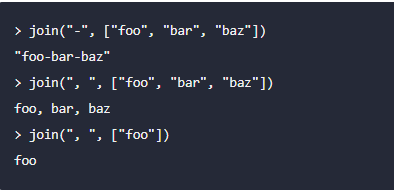 > join("-", ["foo", "bar", "baz"])
"foo-bar-baz"
> join(", ", ["foo", "bar", "baz"])
foo, bar, baz
> join(", ", ["foo"])
foo